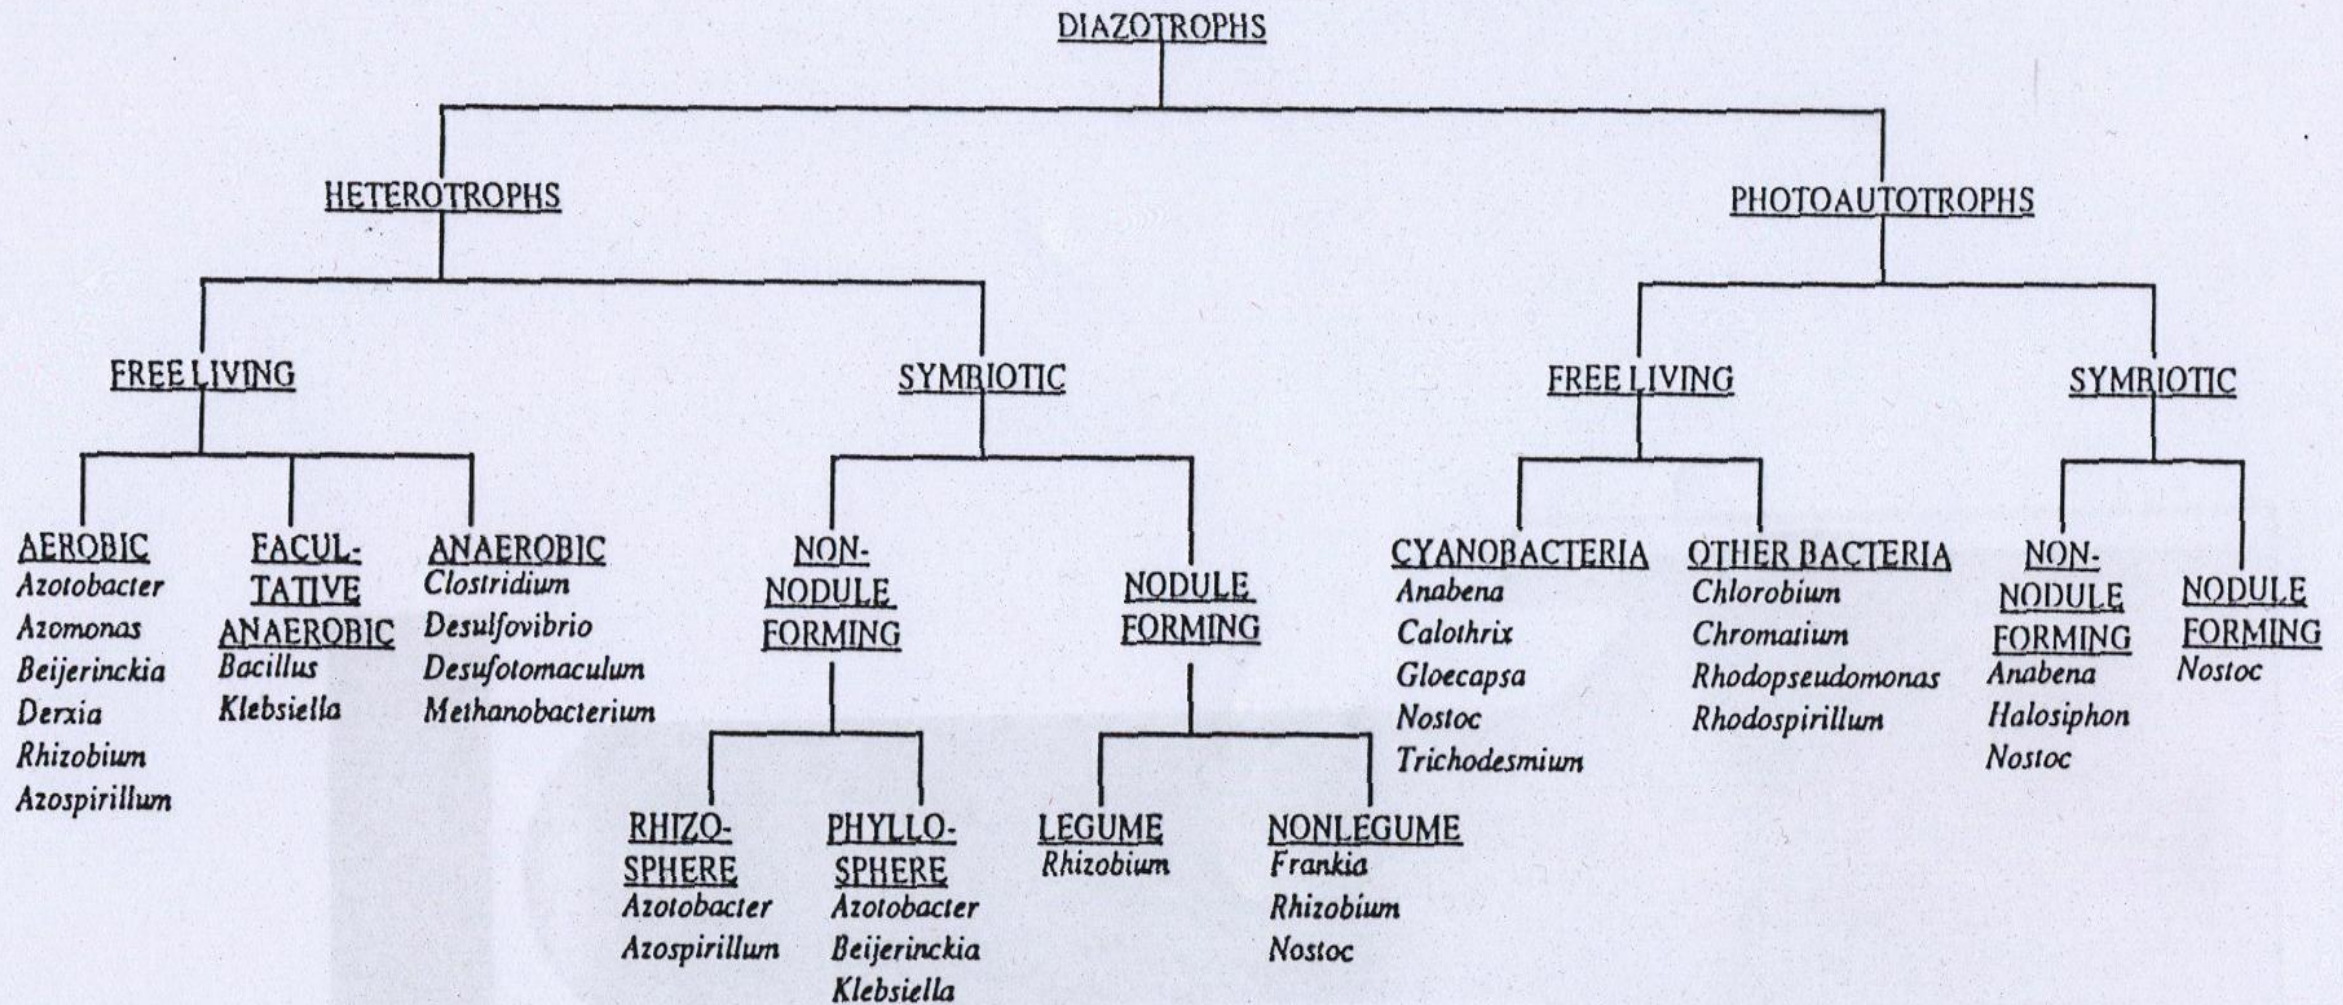 DIAZOTROPHS
HETEROTROPHS
PHOTOAUTOTROPHS
FREE LIVING
SYMBIOTIC
FREE LIVING
SYMBIOTIC
AEROBIC
Azotobacter
Azomonas
Beijerinckia
Derxia
Rhizobium
Azospirillum
FACUL-
TATIVE
ANAEROBIC
Bacillus
Klebsiella
ANAEROBIC
Clostridium
Desulfovibrio
Desufotomaculum
Methanobacterium
NON-
NODULE
FORMING
RHIZO-
SPHERE
Azotobacter
Azospirillum
PHYLLO-
SPHERE
Azotobacter
Beijerinckia
Klebsiella
NODULE
FORMING
LEGUME
Rhizobium
NONLEGUME
Frankia
Rhizobium
Nostoc
CYANOBACTERIA
Anabena
Calothrix
Gloecapsa
Nostoc
Trichodesmium
OTHER BACTERIA
Chlorobium
Chromatium
Rhodopseudomonas
Rhodospirillum
NON-
NODULE
FORMING
Anabena
Halosiphon
Nostoc
NODULE
FORMING
Nostoc